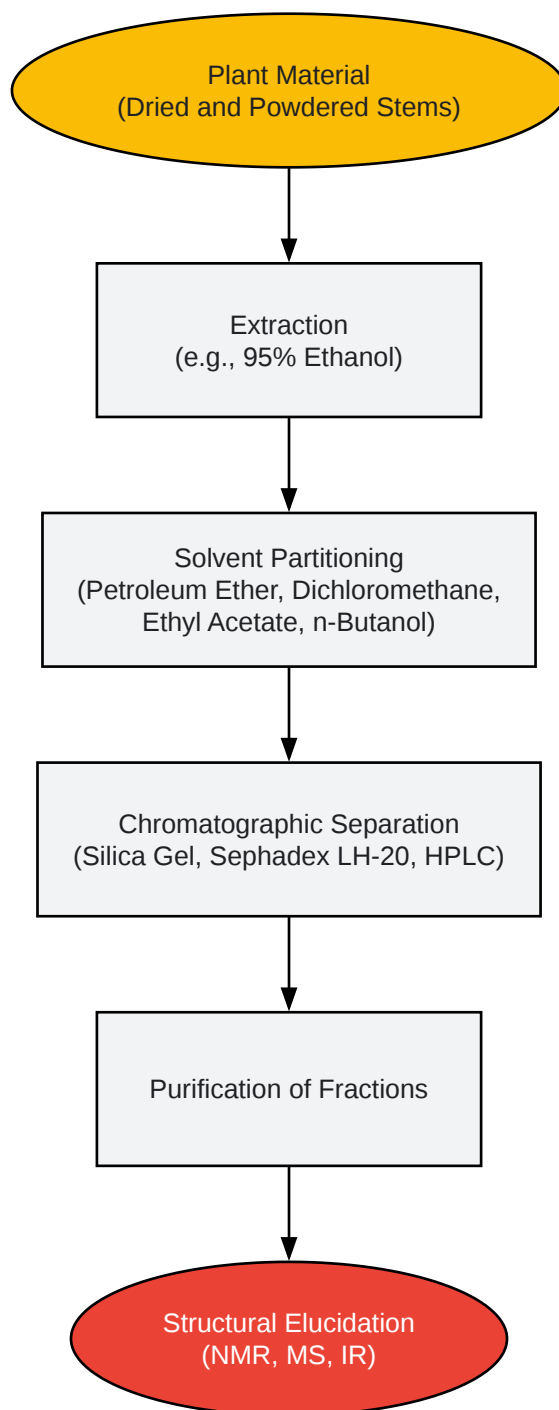 Plant Material
(Dried and Powdered Stems)
Extraction
(e.g., 95% Ethanol)
Solvent Partitioning
(Petroleum Ether, Dichloromethane,
Ethyl Acetate, n-Butanol)
Chromatographic Separation
(Silica Gel, Sephadex LH-20, HPLC)
Purification of Fractions
Structural Elucidation
(NMR, MS, IR)